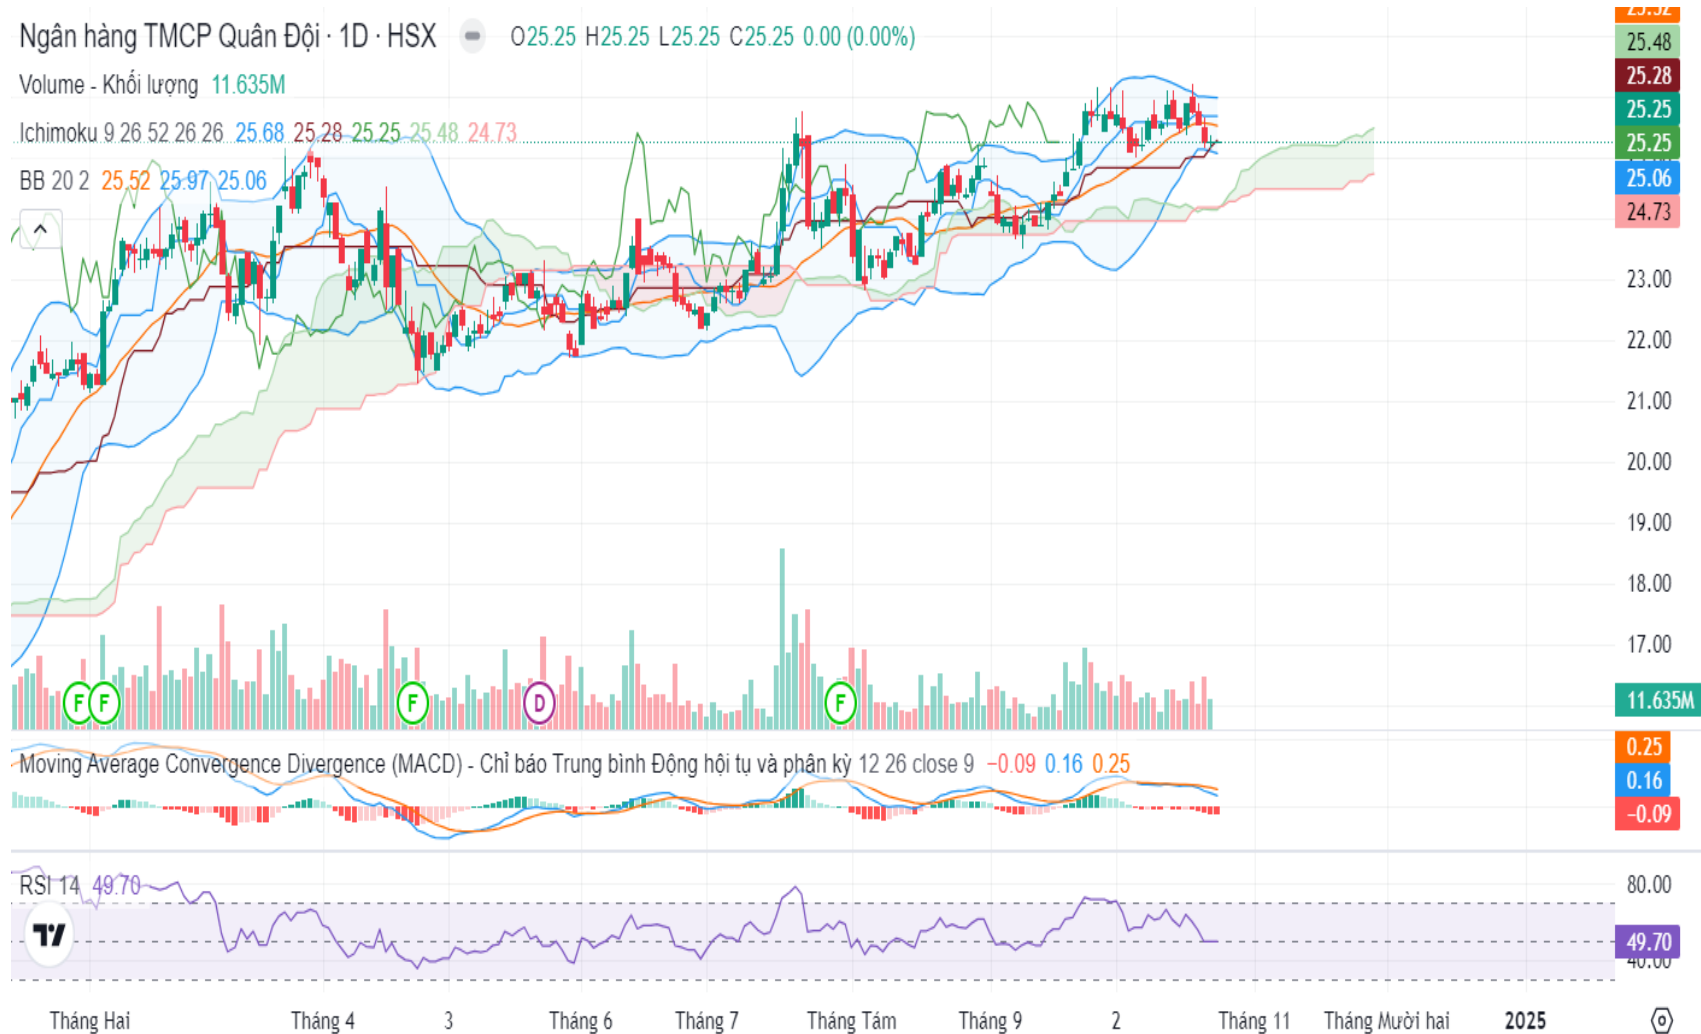 Ngân hàng TMCP Quân Đội · 1D · HSX O25.25 H25.25 L25.25 C25.25 0.00 (0.00%)
Volume - Khối lượng 11.635M
Ichimoku 9 26 52 26 26 25.68 25.28 25.25 25.48 24.73
BB 20 2 25.52 25.97 25.06
25.52
25.48
25.28
25.25
25.25
25.06
24.73
23.00
22.00
21.00
20.00
19.00
18.00
17.00
11.635M
F F F D F
Moving Average Convergence Divergence (MACD) - Chỉ báo Trung bình Động hội tụ và phân kỳ 12 26 close 9 −0.09 0.16 0.25
0.25
0.16
−0.09
RSI 14 49.70
80.00
49.70
40.00
Tháng Hai Tháng 4 3 Tháng 6 Tháng 7 Tháng Tám Tháng 9 2 Tháng 11 Tháng Mười hai 2025